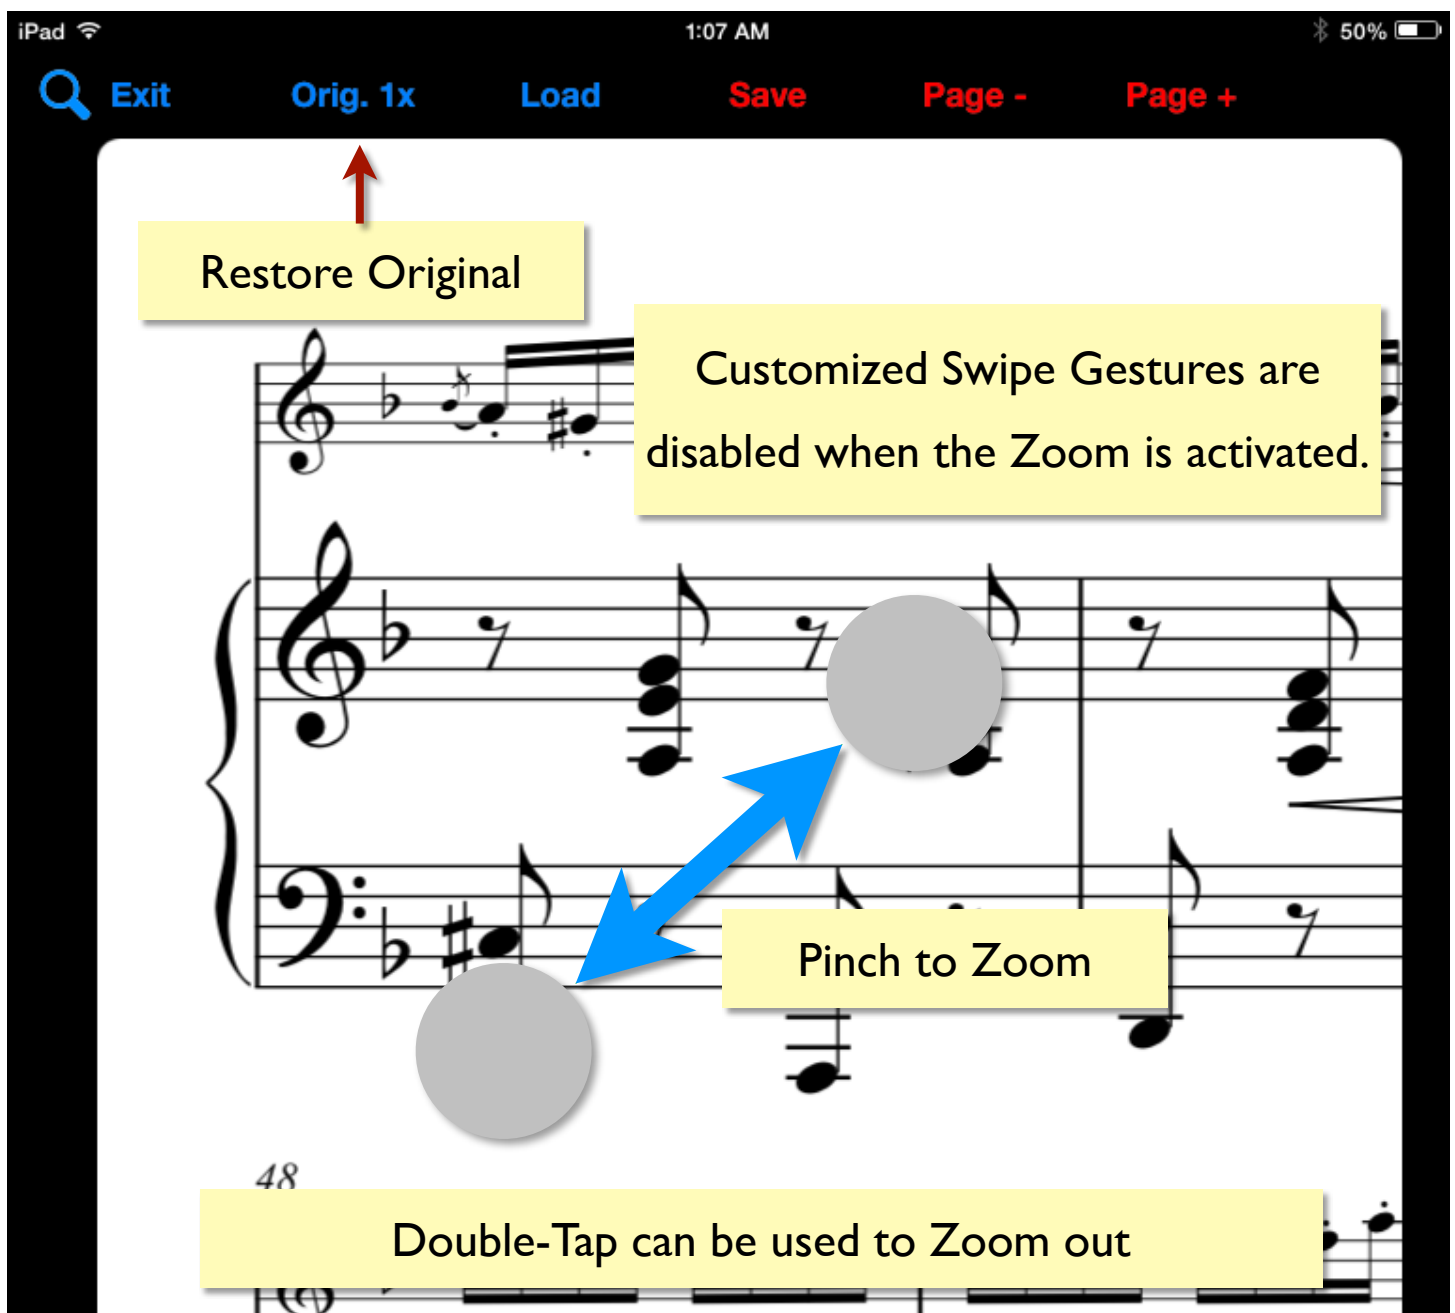 iPad 1:07 AM 50%
Exit Orig. 1x Load Save Page - Page +
Restore Original
Customized Swipe Gestures are
disabled when the Zoom is activated.
Pinch to Zoom
48
Double-Tap can be used to Zoom out